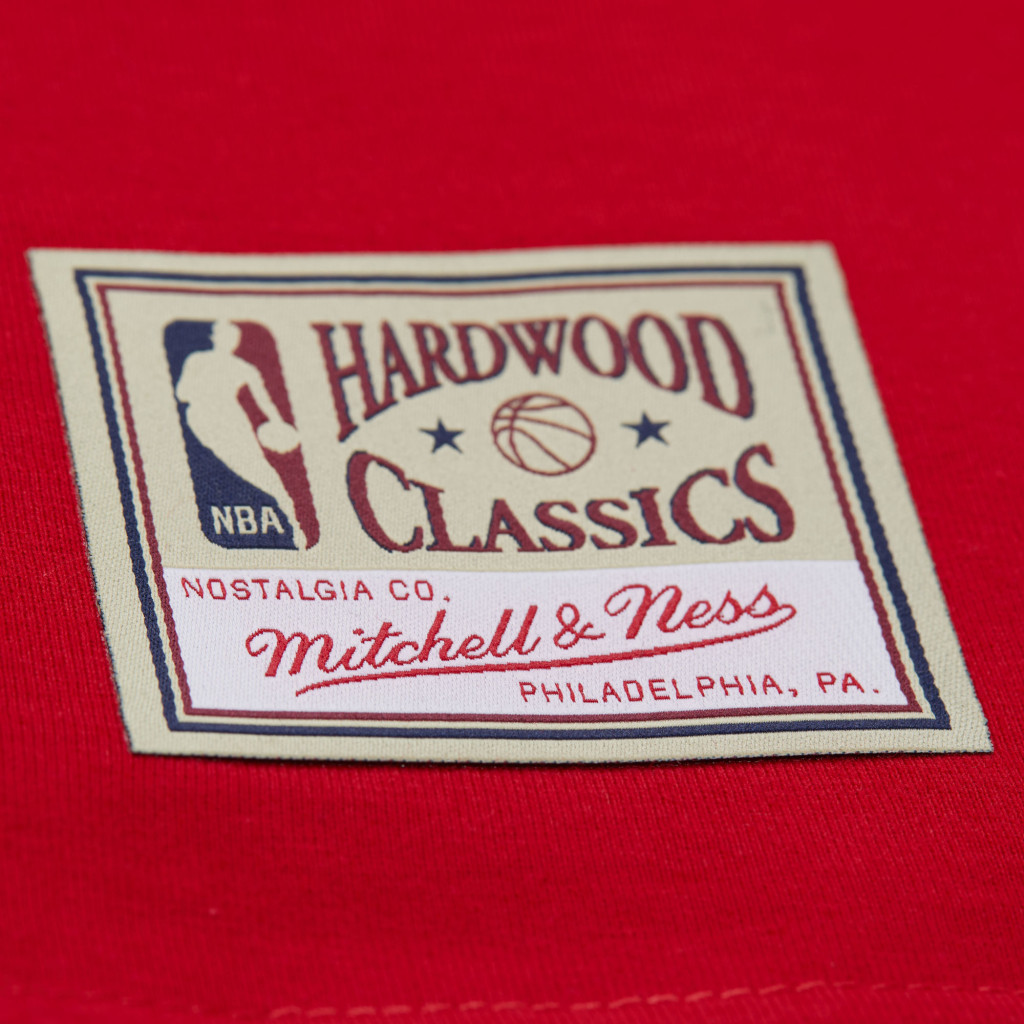 HARDWOOD
CLASSICS
NBA
NOSTALGIA CO.
Mitchell & Ness
PHILADELPHIA, PA.